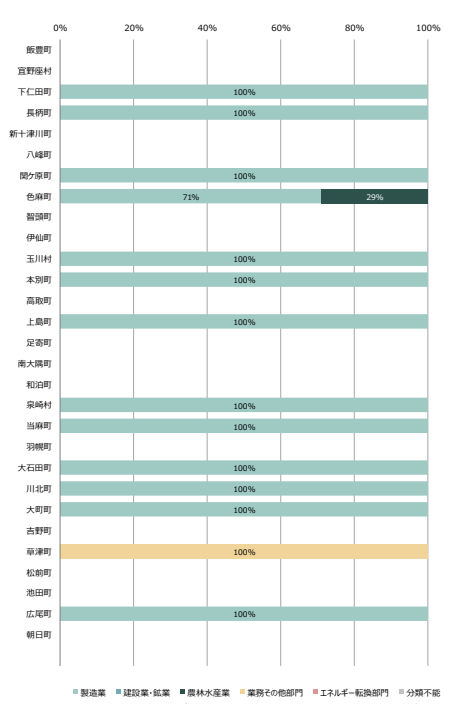 0% 20% 40% 60% 80% 100%
飯豊町
宜野座村
下仁田町 100%
長柄町 100%
新十津川町
八峰町
関ケ原町 100%
色麻町 71% 29%
智頭町
伊仙町
玉川村 100%
本別町 100%
高取町
上島町 100%
足寄町
南大隅町
和泊町
泉崎村 100%
当麻町 100%
羽幌町
大石田町 100%
川北町 100%
大町町 100%
吉野町
草津町 100%
松前町
池田町
広尾町 100%
朝日町
製造業 建設業・鉱業 農林水産業 業務その他部門 エネルギー転換部門 分類不能